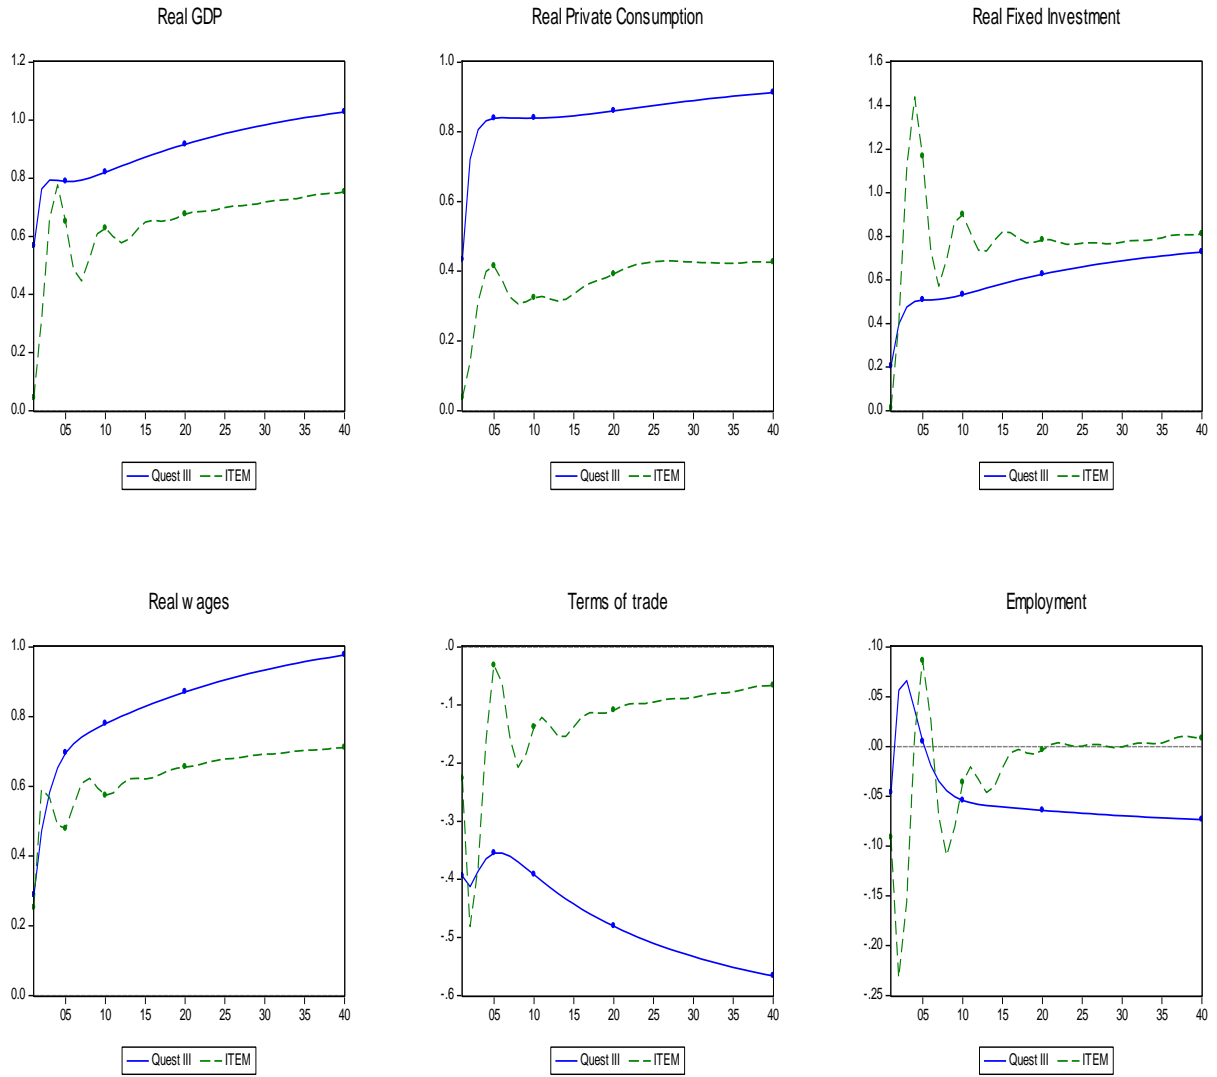 Real GDP
1.2
1.0
0.8
0.6
0.4
0.2
0.0
05 10 15 20 25 30 35 40
Quest III ITEM
Real Private Consumption
1.0
0.8
0.6
0.4
0.2
0.0
05 10 15 20 25 30 35 40
Quest III ITEM
Real Fixed Investment
1.6
1.4
1.2
1.0
0.8
0.6
0.4
0.2
0.0
05 10 15 20 25 30 35 40
Quest III ITEM
Real wages
1.0
0.8
0.6
0.4
0.2
0.0
05 10 15 20 25 30 35 40
Quest III ITEM
Terms of trade
.0
-.1
-.2
-.3
-.4
-.5
-.6
05 10 15 20 25 30 35 40
Quest III ITEM
Employment
.10
.05
.00
-.05
-.10
-.15
-.20
-.25
05 10 15 20 25 30 35 40
Quest III ITEM